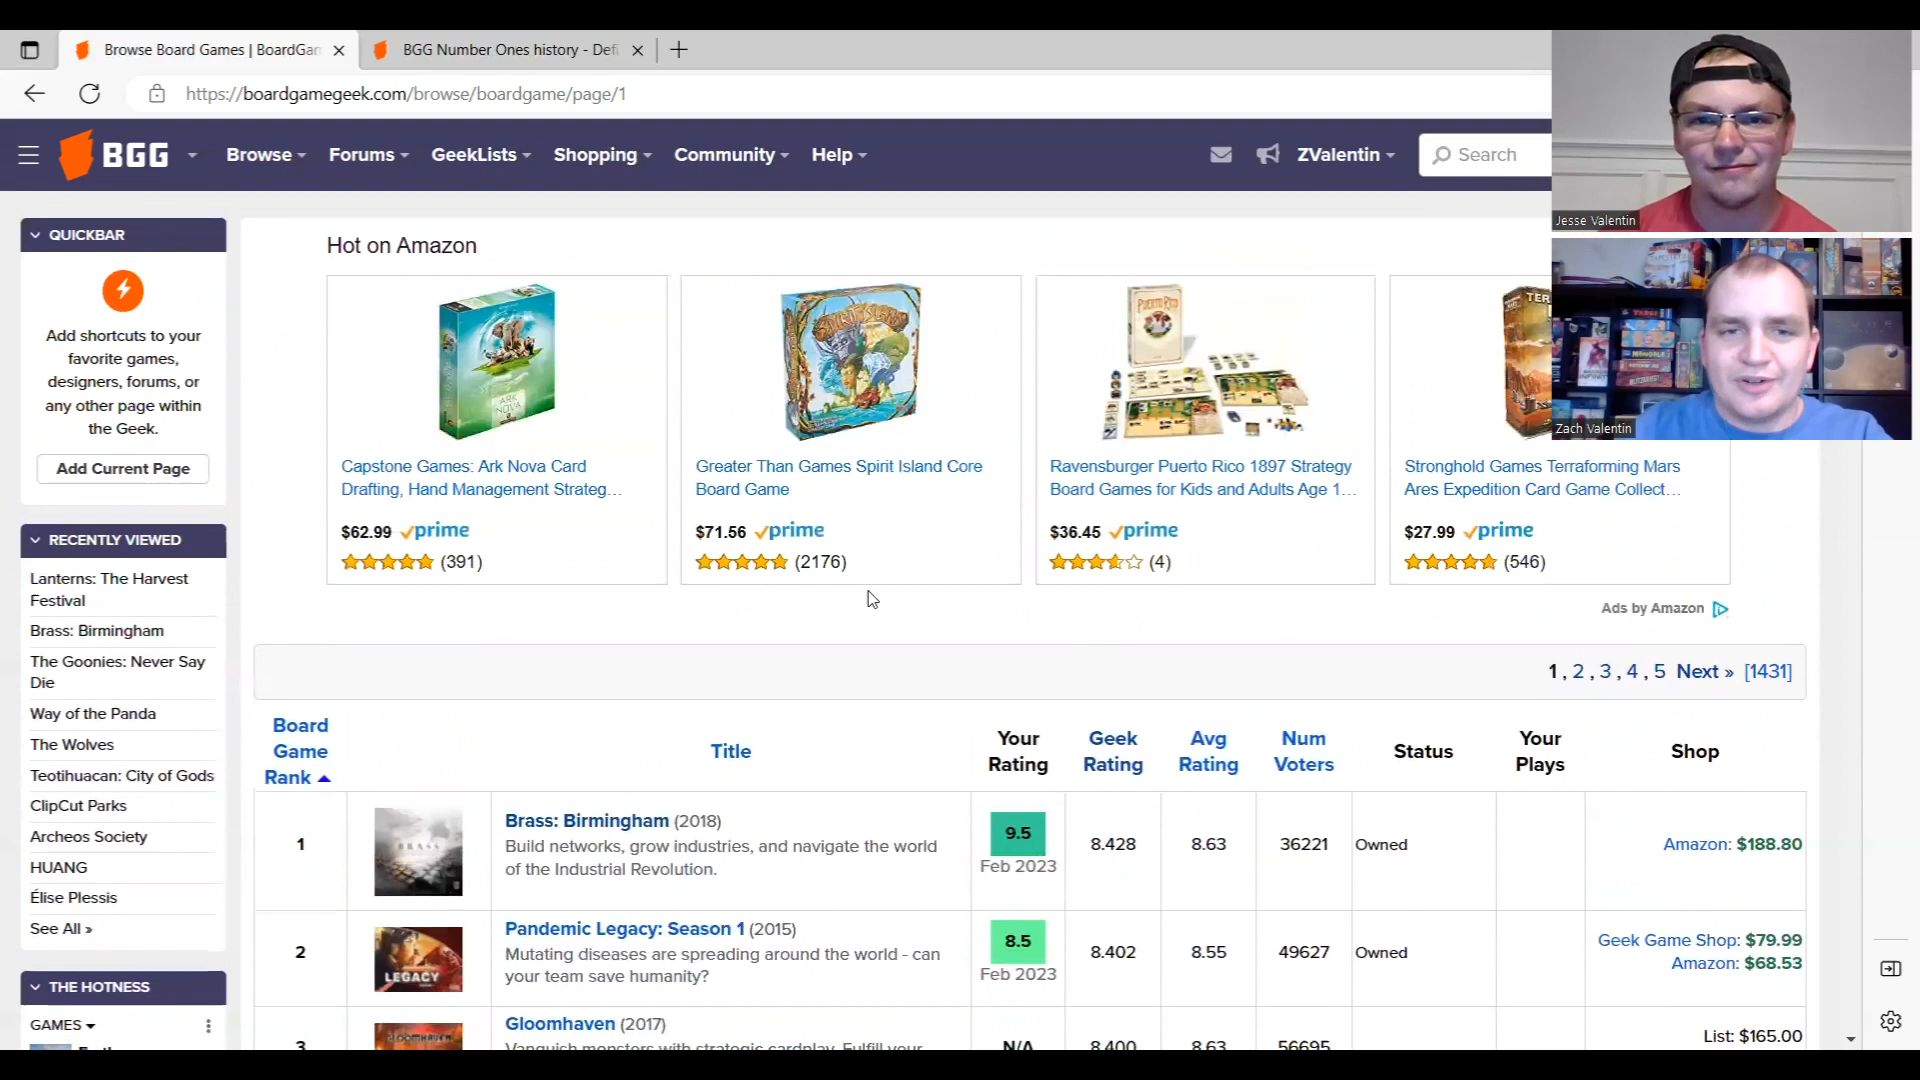 Browse Board Games | BoardGan
BGG Number Ones history - Defi
https://boardgamegeek.com/browse/boardgame/page/1
BGG
Browse
Forums
GeekLists
Shopping
Community
Help
ZValentin
Search
Jesse Valentin
Zach Valentin
QUICKBAR
Add shortcuts to your
favorite games,
designers, forums, or
any other page within
the Geek.
Add Current Page
RECENTLY VIEWED
Lanterns: The Harvest
Festival
Brass: Birmingham
The Goonies: Never Say
Die
Way of the Panda
The Wolves
Teotihuacan: City of Gods
ClipCut Parks
Archeos Society
HUANG
Élise Plessis
See All »
THE HOTNESS
GAMES
Hot on Amazon
ARK
NOVA
SPIRIT ISLAND
PUERTO RICO
TER
Capstone Games: Ark Nova Card
Drafting, Hand Management Strateg...
$62.99 prime
(391)
Greater Than Games Spirit Island Core
Board Game
$71.56 prime
(2176)
Ravensburger Puerto Rico 1897 Strategy
Board Games for Kids and Adults Age 1...
$36.45 prime
(4)
Stronghold Games Terraforming Mars
Ares Expedition Card Game Collect...
$27.99 prime
(546)
Ads by Amazon
1 , 2 , 3 , 4 , 5 Next » [1431]
Board
Game
Rank
Title
Your
Rating
Geek
Rating
Avg
Rating
Num
Voters
Status
Your
Plays
Shop
1
Brass: Birmingham (2018)
Build networks, grow industries, and navigate the world
of the Industrial Revolution.
9.5
Feb 2023
8.428
8.63
36221
Owned
Amazon: $188.80
2
LEGACY
Pandemic Legacy: Season 1 (2015)
Mutating diseases are spreading around the world - can
your team save humanity?
8.5
Feb 2023
8.402
8.55
49627
Owned
Geek Game Shop: $79.99
Amazon: $68.53
3
GLOOMHAVEN
Gloomhaven (2017)
Vanquish monsters with strategic cardplay. Fulfill your
N/A
8.400
8.63
56695
List: $165.00